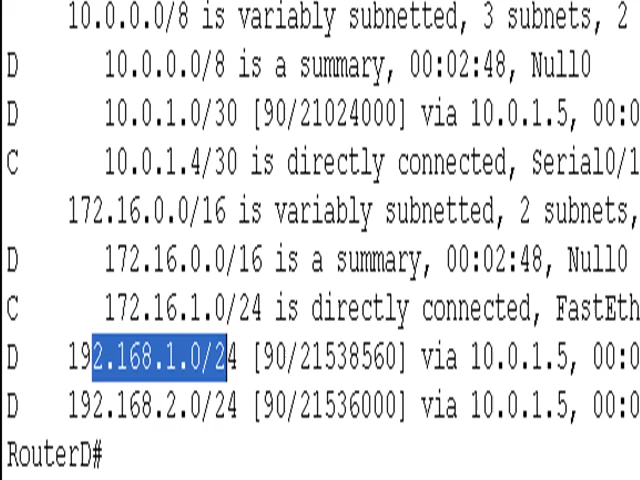 10.0.0.0/8 is variably subnetted, 3 subnets, 2
D 10.0.0.0/8 is a summary, 00:02:48, Null0
D 10.0.1.0/30 [90/21024000] via 10.0.1.5, 00:0
C 10.0.1.4/30 is directly connected, Serial0/1
172.16.0.0/16 is variably subnetted, 2 subnets,
D 172.16.0.0/16 is a summary, 00:02:48, Null0
C 172.16.1.0/24 is directly connected, FastEth
D 192.168.1.0/24 [90/21538560] via 10.0.1.5, 00:0
D 192.168.2.0/24 [90/21536000] via 10.0.1.5, 00:0
RouterD#